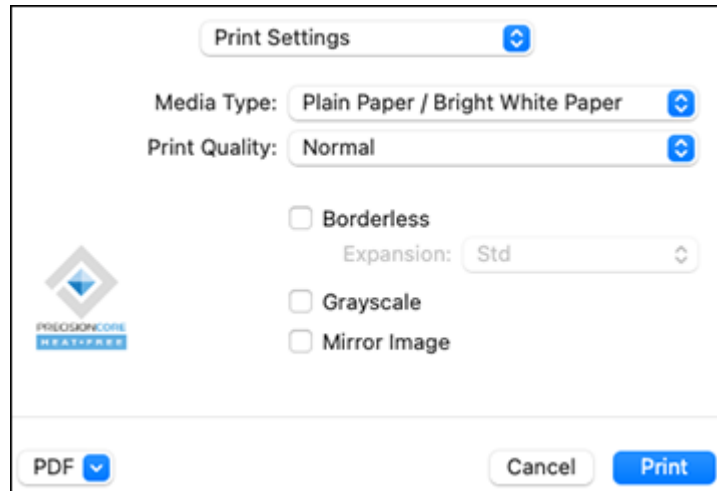 Print Settings
Media Type: Plain Paper / Bright White Paper
Print Quality: Normal
Borderless
Expansion: Std
Grayscale
Mirror Image
PRECISIONCORE
HEAT-FREE
PDF
Cancel
Print